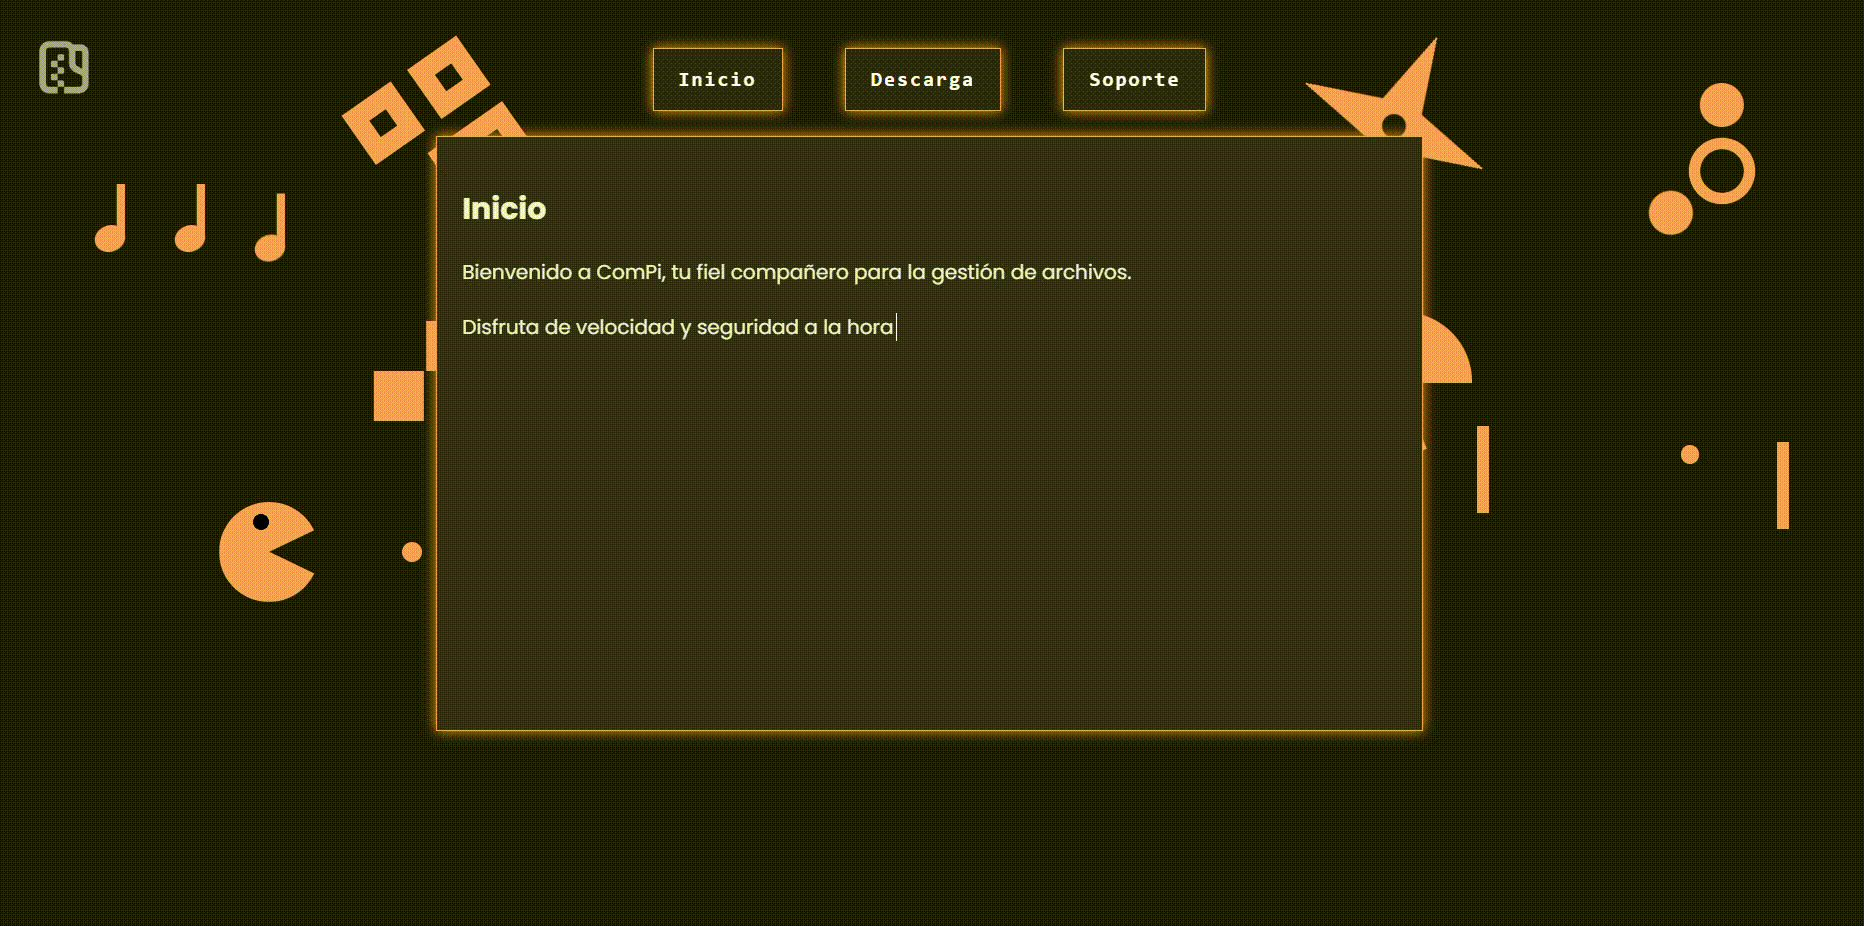 Inicio
Descarga
Soporte
Inicio
Bienvenido a ComPi, tu fiel compañero para la gestión de archivos.
Disfruta de velocidad y seguridad a la hora